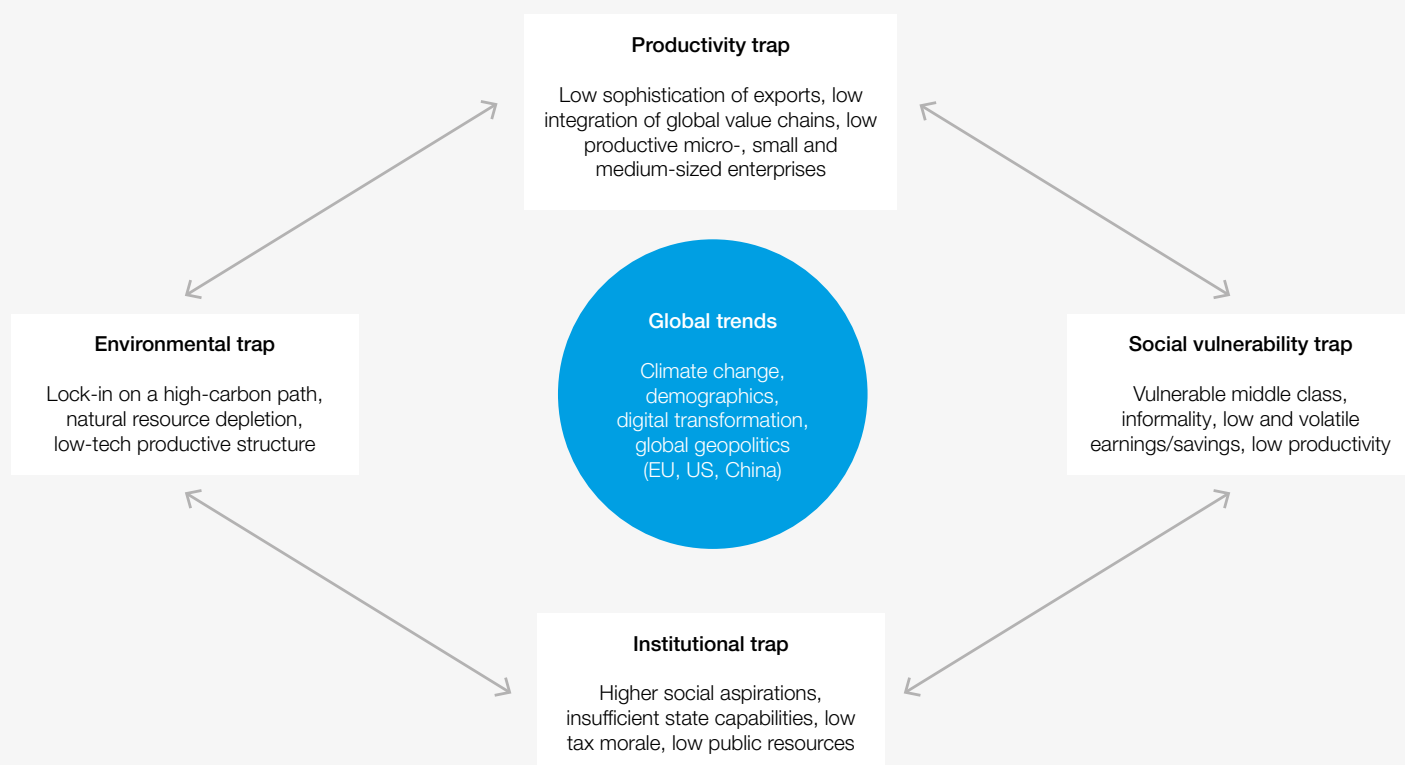 Productivity trap
Low sophistication of exports, low
integration of global value chains, low
productive micro-, small and
medium-sized enterprises
Environmental trap
Lock-in on a high-carbon path,
natural resource depletion,
low-tech productive structure
Global trends
Climate change,
demographics,
digital transformation,
global geopolitics
(EU, US, China)
Social vulnerability trap
Vulnerable middle class,
informality, low and volatile
earnings/savings, low productivity
Institutional trap
Higher social aspirations,
insufficient state capabilities, low
tax morale, low public resources